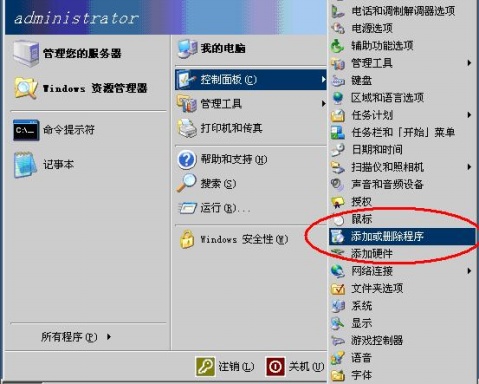 administrator
管理您的服务器
Windows 资源管理器
C:\_
命令提示符
记事本
所有程序(P)
我的电脑
控制面板(C)
管理工具
打印机和传真
帮助和支持(H)
搜索(S)
运行(R)...
Windows 安全性(W)
注销(L)
关机(U)
电话和调制解调器选项
电源选项
辅助功能选项
管理工具
键盘
区域和语言选项
任务计划
任务栏和「开始」菜单
日期和时间
扫描仪和照相机
声音和音频设备
授权
鼠标
添加或删除程序
添加硬件
网络连接
文件夹选项
系统
显示
游戏控制器
语音
字体